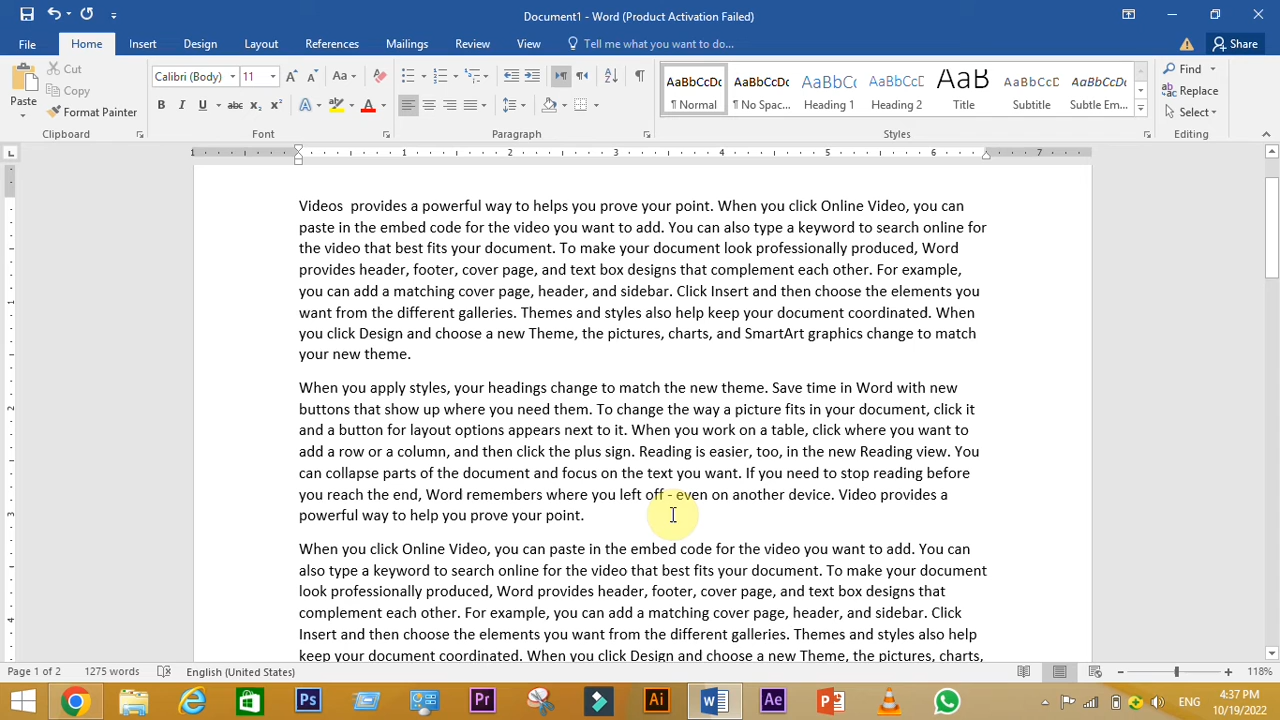 Document1 - Word (Product Activation Failed)
File Home Insert Design Layout References Mailings Review View Tell me what you want to do... Share
Paste
Cut
Copy
Format Painter
Clipboard
Calibri (Body) 11
Font
Paragraph
AaBbCcDc AaBbCcDc AaBbCc AaBbCcD AaB AaBbCcD AaBbCcDc
¶ Normal ¶ No Spac... Heading 1 Heading 2 Title Subtitle Subtle Em...
Styles
Find
Replace
Select
Editing
1 1 2 3 4 5 6 7
Videos  provides a powerful way to helps you prove your point. When you click Online Video, you can
paste in the embed code for the video you want to add. You can also type a keyword to search online for
the video that best fits your document. To make your document look professionally produced, Word
provides header, footer, cover page, and text box designs that complement each other. For example,
you can add a matching cover page, header, and sidebar. Click Insert and then choose the elements you
want from the different galleries. Themes and styles also help keep your document coordinated. When
you click Design and choose a new Theme, the pictures, charts, and SmartArt graphics change to match
your new theme.
When you apply styles, your headings change to match the new theme. Save time in Word with new
buttons that show up where you need them. To change the way a picture fits in your document, click it
and a button for layout options appears next to it. When you work on a table, click where you want to
add a row or a column, and then click the plus sign. Reading is easier, too, in the new Reading view. You
can collapse parts of the document and focus on the text you want. If you need to stop reading before
you reach the end, Word remembers where you left off - even on another device. Video provides a
powerful way to help you prove your point.
When you click Online Video, you can paste in the embed code for the video you want to add. You can
also type a keyword to search online for the video that best fits your document. To make your document
look professionally produced, Word provides header, footer, cover page, and text box designs that
complement each other. For example, you can add a matching cover page, header, and sidebar. Click
Insert and then choose the elements you want from the different galleries. Themes and styles also help
keep your document coordinated. When you click Design and choose a new Theme, the pictures, charts,
Page 1 of 2 1275 words English (United States) 118%
Ps Pr Ai Ae ENG
4:37 PM
10/19/2022